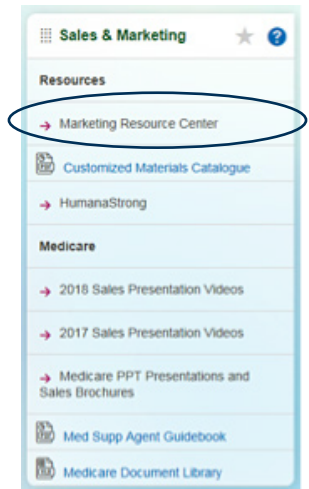 Sales & Marketing ?
Resources
→ Marketing Resource Center
Customized Materials Catalogue
→ HumanaStrong
Medicare
→ 2018 Sales Presentation Videos
→ 2017 Sales Presentation Videos
→ Medicare PPT Presentations and
Sales Brochures
Med Supp Agent Guidebook
Medicare Document Library